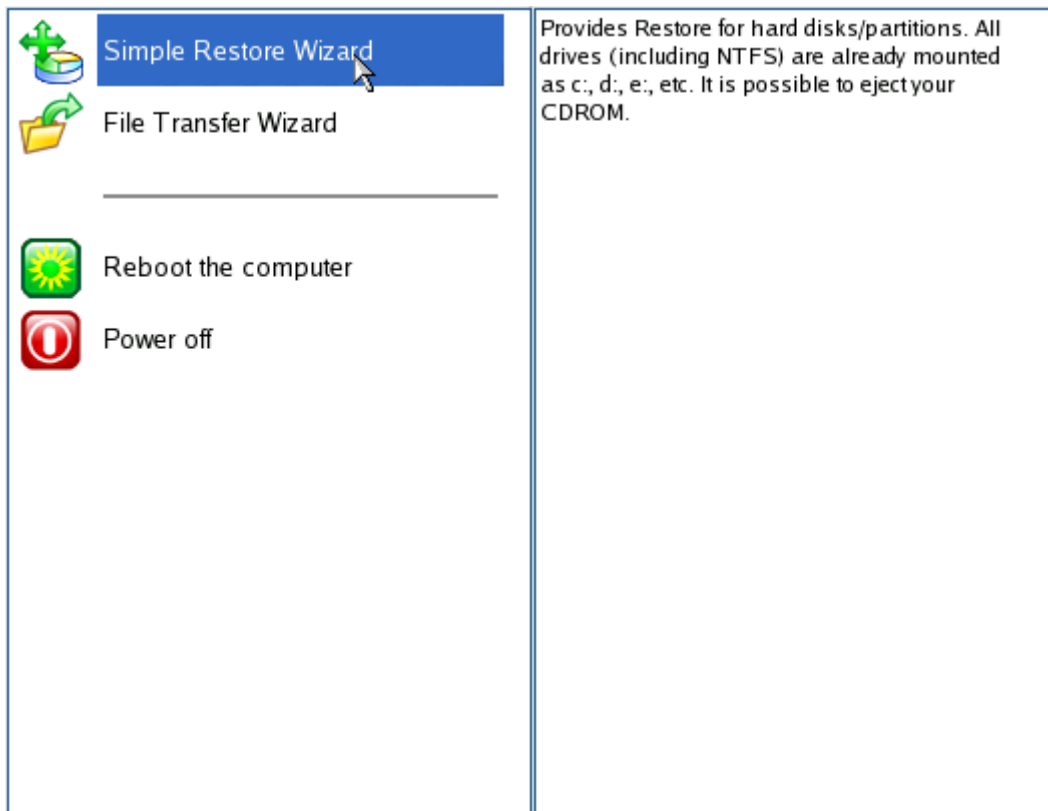 Simple Restore Wizard
File Transfer Wizard
Reboot the computer
Power off
Provides Restore for hard disks/partitions. All
drives (including NTFS) are already mounted
as c:, d:, e:, etc. It is possible to eject your
CDROM.